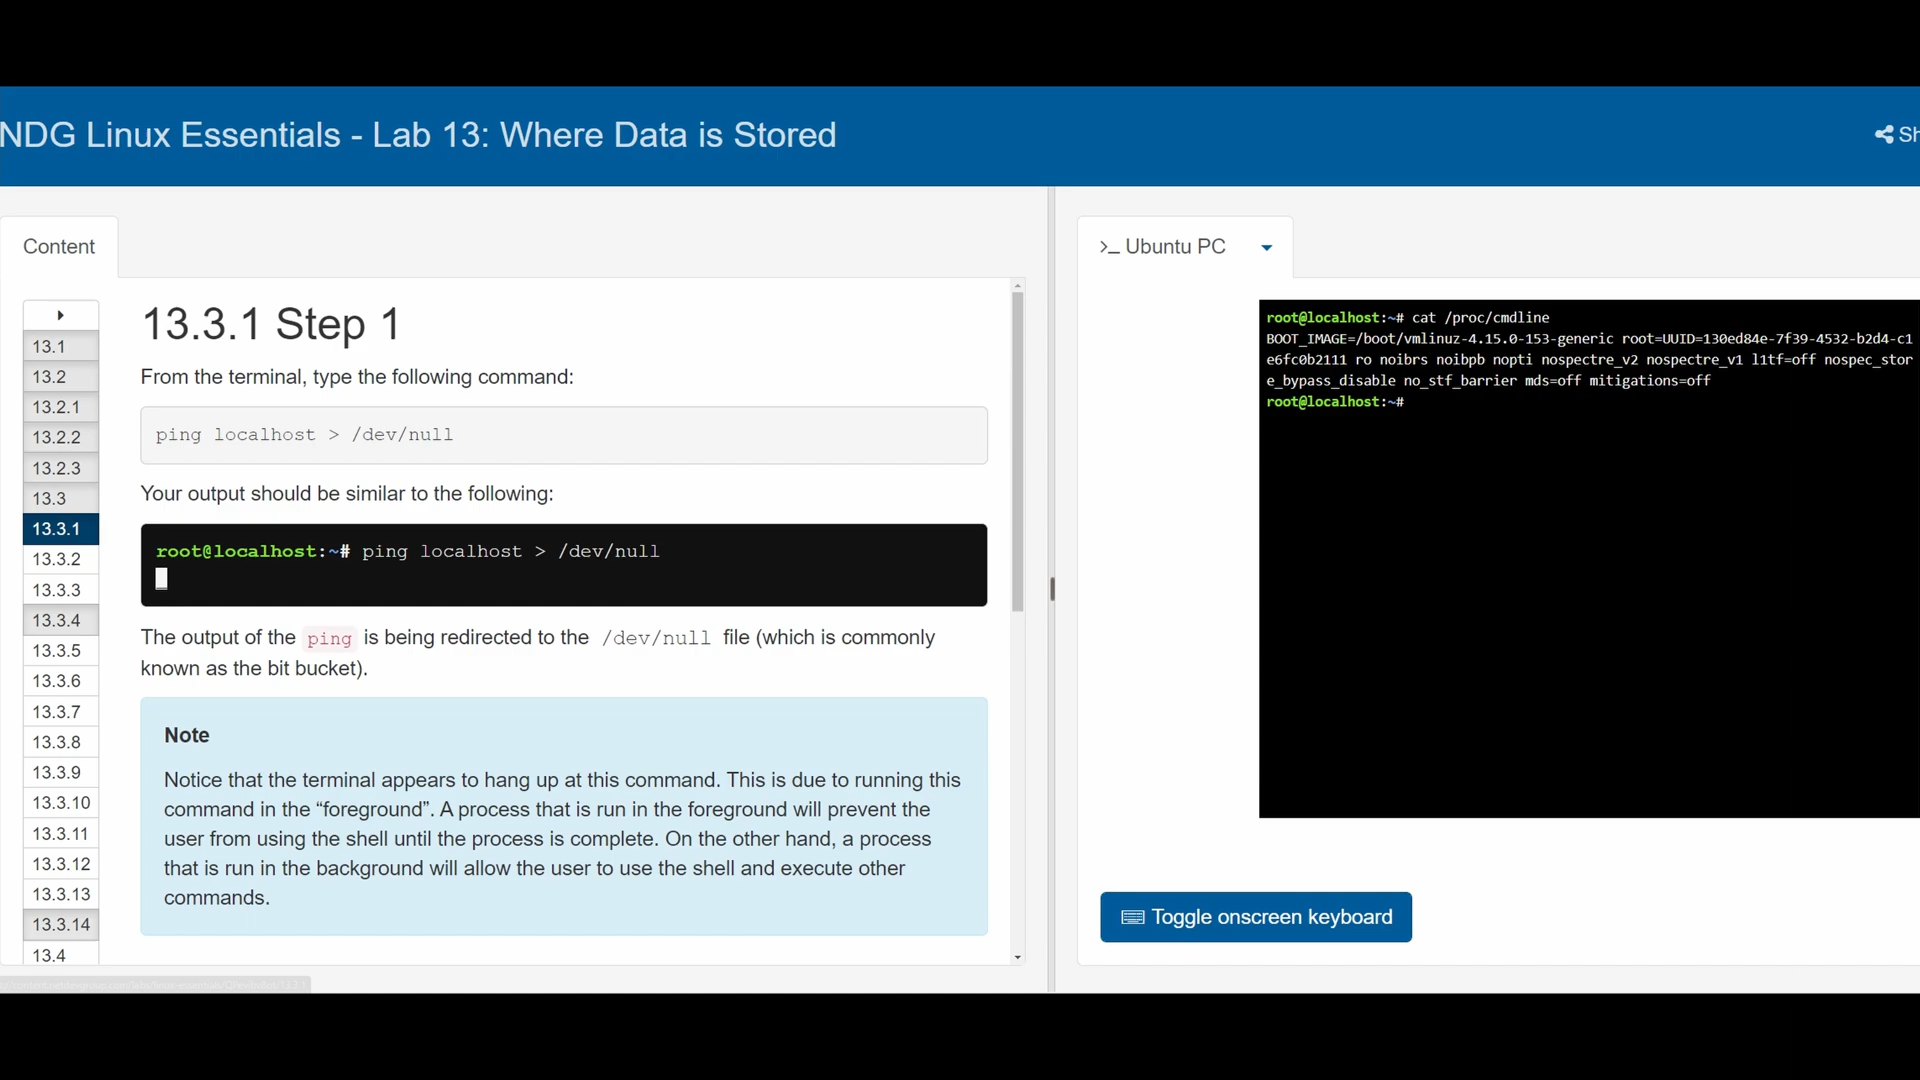 NDG Linux Essentials - Lab 13: Where Data is Stored
Sh
Content
13.1
13.2
13.2.1
13.2.2
13.2.3
13.3
13.3.1
13.3.2
13.3.3
13.3.4
13.3.5
13.3.6
13.3.7
13.3.8
13.3.9
13.3.10
13.3.11
13.3.12
13.3.13
13.3.14
13.4
13.3.1 Step 1
From the terminal, type the following command:
ping localhost > /dev/null
Your output should be similar to the following:
root@localhost:~# ping localhost > /dev/null
The output of the ping is being redirected to the /dev/null file (which is commonly
known as the bit bucket).
Note
Notice that the terminal appears to hang up at this command. This is due to running this
command in the “foreground”. A process that is run in the foreground will prevent the
user from using the shell until the process is complete. On the other hand, a process
that is run in the background will allow the user to use the shell and execute other
commands.
>_ Ubuntu PC
root@localhost:~# cat /proc/cmdline
BOOT_IMAGE=/boot/vmlinuz-4.15.0-153-generic root=UUID=130ed84e-7f39-4532-b2d4-c1
e6fc0b2111 ro noibrs noibpb nopti nospectre_v2 nospectre_v1 l1tf=off nospec_stor
e_bypass_disable no_stf_barrier mds=off mitigations=off
root@localhost:~#
Toggle onscreen keyboard